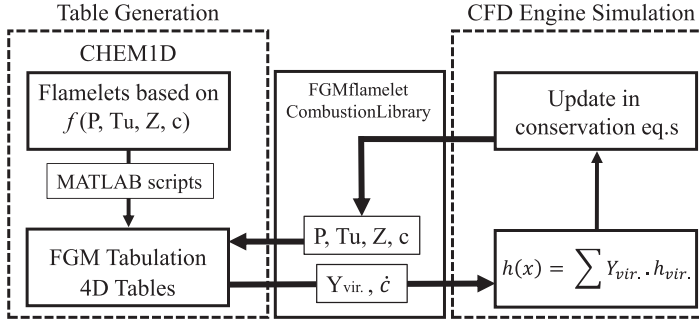 Table Generation
CHEM1D
Flamelets based on
f(P, Tu, Z, c)
MATLAB scripts
FGM Tabulation
4D Tables
FGMflamelet
CombustionLibrary
P, Tu, Z, c
Yvir. , ċ
CFD Engine Simulation
Update in
conservation eq.s
h(x) = ∑ Yvir. . hvir.